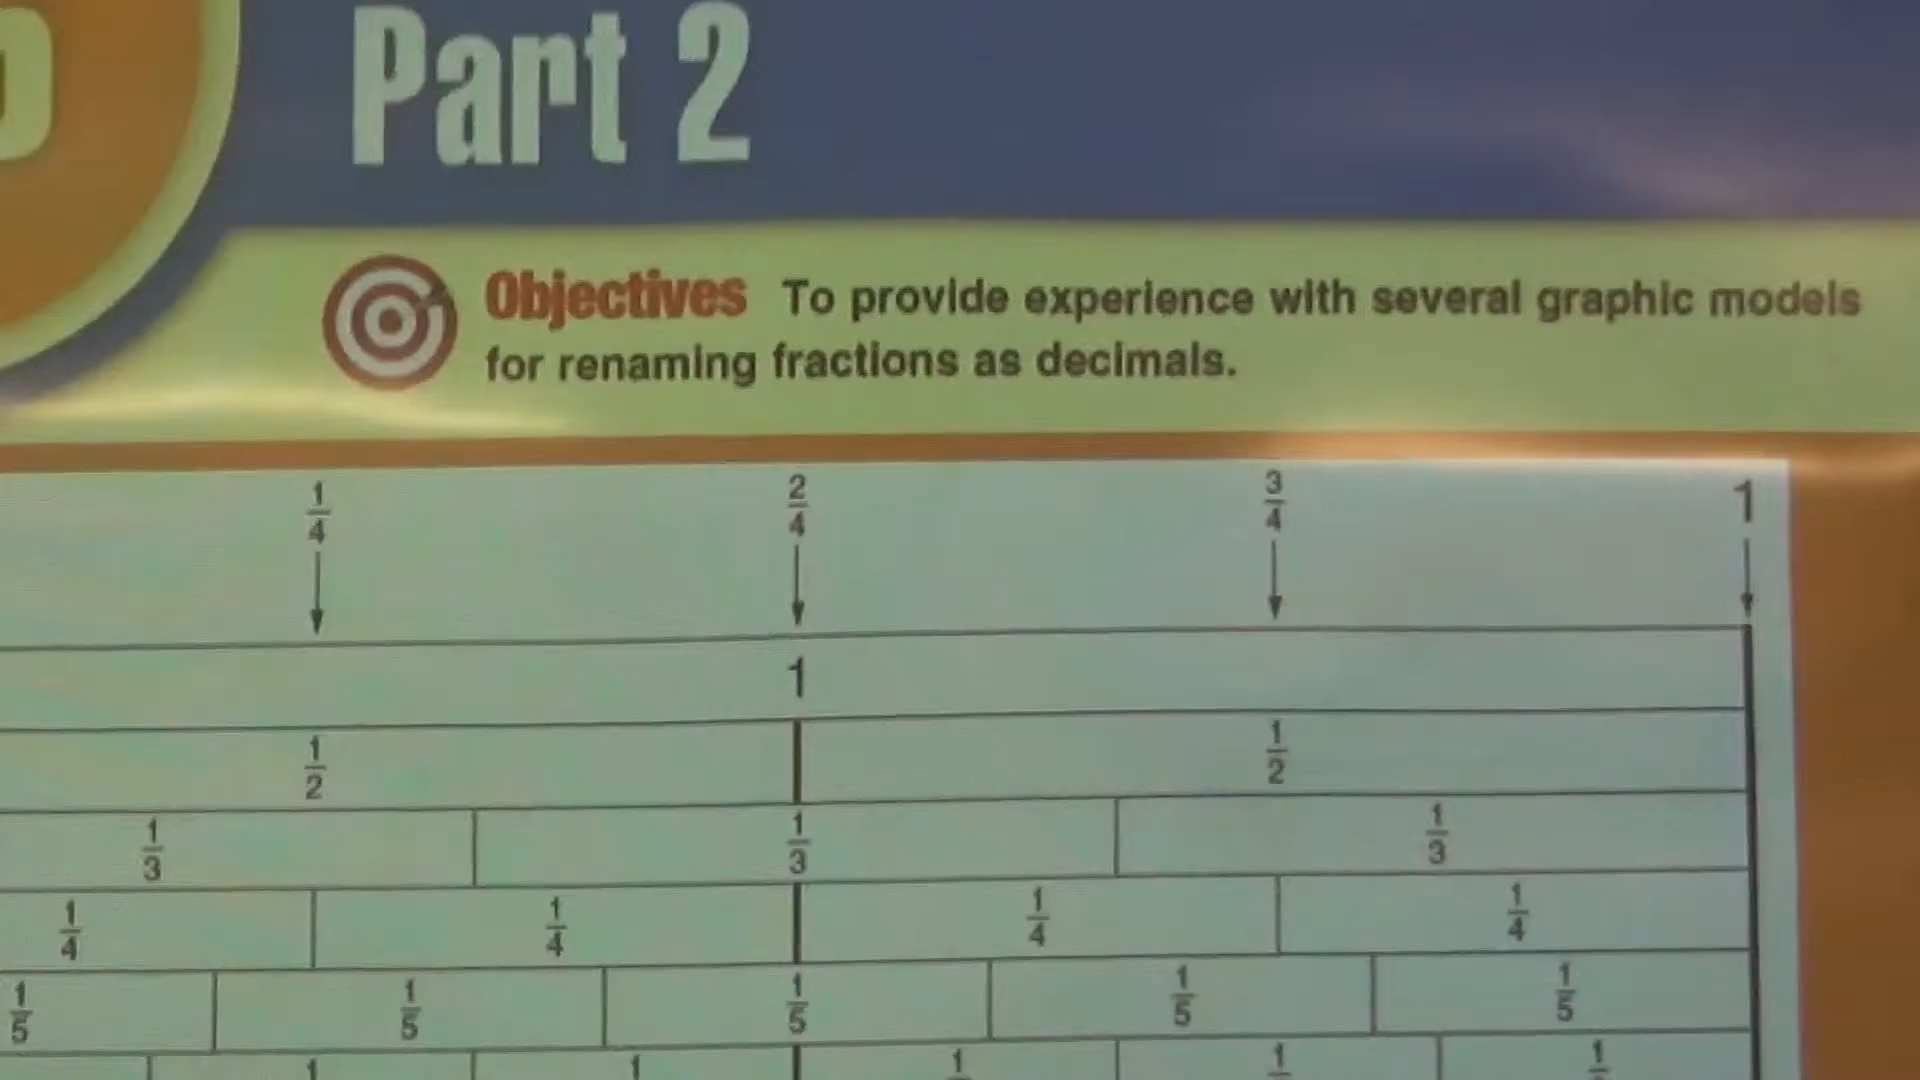 Part 2
Objectives To provide experience with several graphic models
for renaming fractions as decimals.
1/4 2/4 3/4 1
1
1/2 1/2
1/3 1/3 1/3
1/4 1/4 1/4 1/4
1/5 1/5 1/5 1/5 1/5